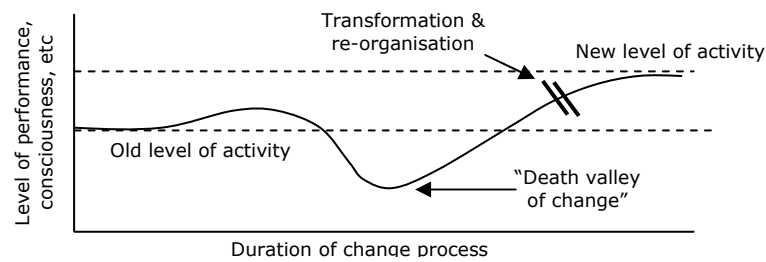 Level of performance,
consciousness, etc
Transformation &
re-organisation
New level of activity
Old level of activity
“Death valley
of change”
Duration of change process